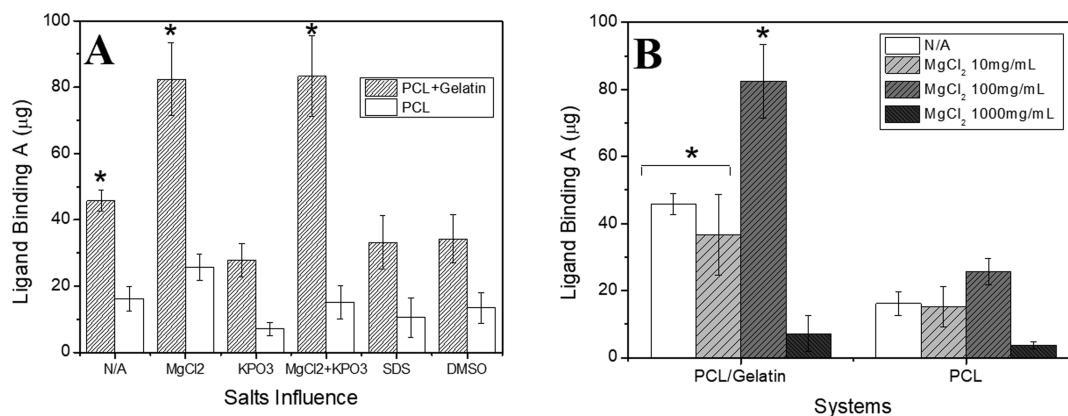 A
Ligand Binding A (µg)
100
80
60
40
20
0
*
*
*
PCL+Gelatin
PCL
N/A
MgCl2
KPO3
MgCl2+KPO3
SDS
DMSO
Salts Influence
B
Ligand Binding A (µg)
100
80
60
40
20
0
*
*
N/A
MgCl₂ 10mg/mL
MgCl₂ 100mg/mL
MgCl₂ 1000mg/mL
PCL/Gelatin
PCL
Systems